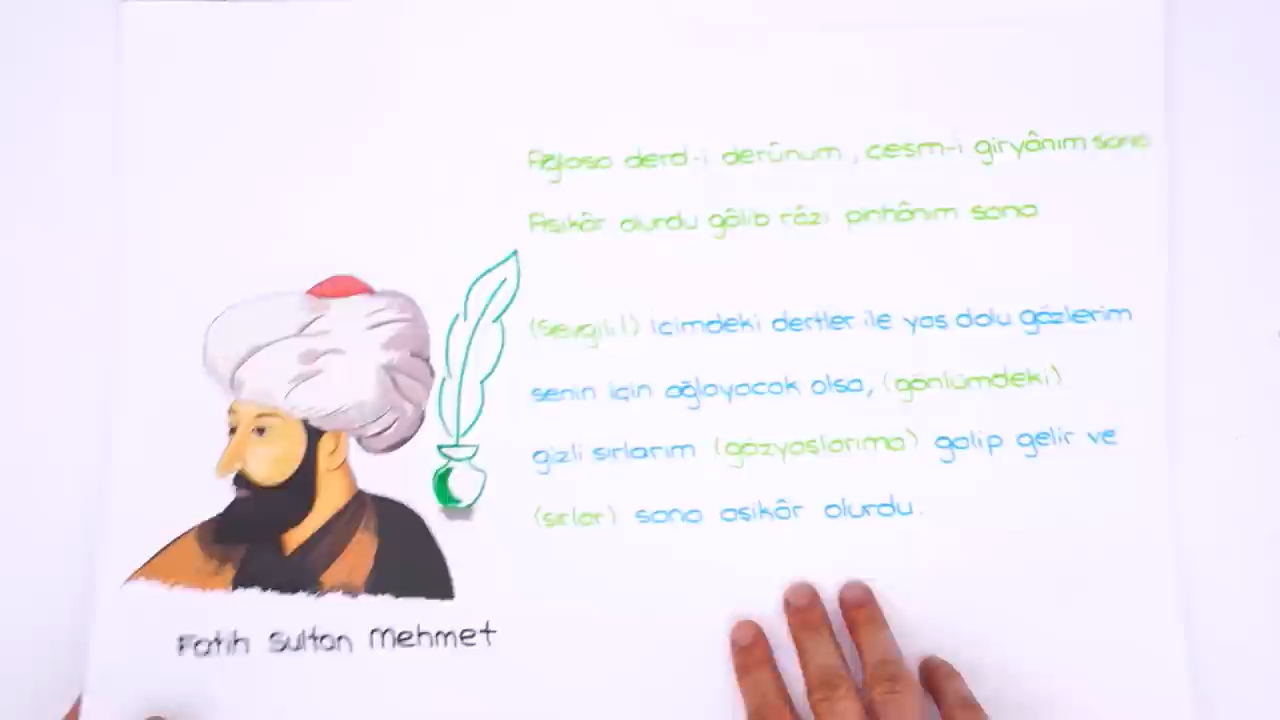 Ağlasa derd-i derûnum, çeşm-i giryânım sana
Aşikâr olurdu gâlib râzı pinhânım sana
(Sevgili!) İçimdeki dertler ile yaş dolu gözlerim
senin için ağlayacak olsa, (gönlümdeki)
gizli sırlarım (gözyaşlarıma) galip gelir ve
(sırlar) sana aşikâr olurdu.
Fatih Sultan Mehmet